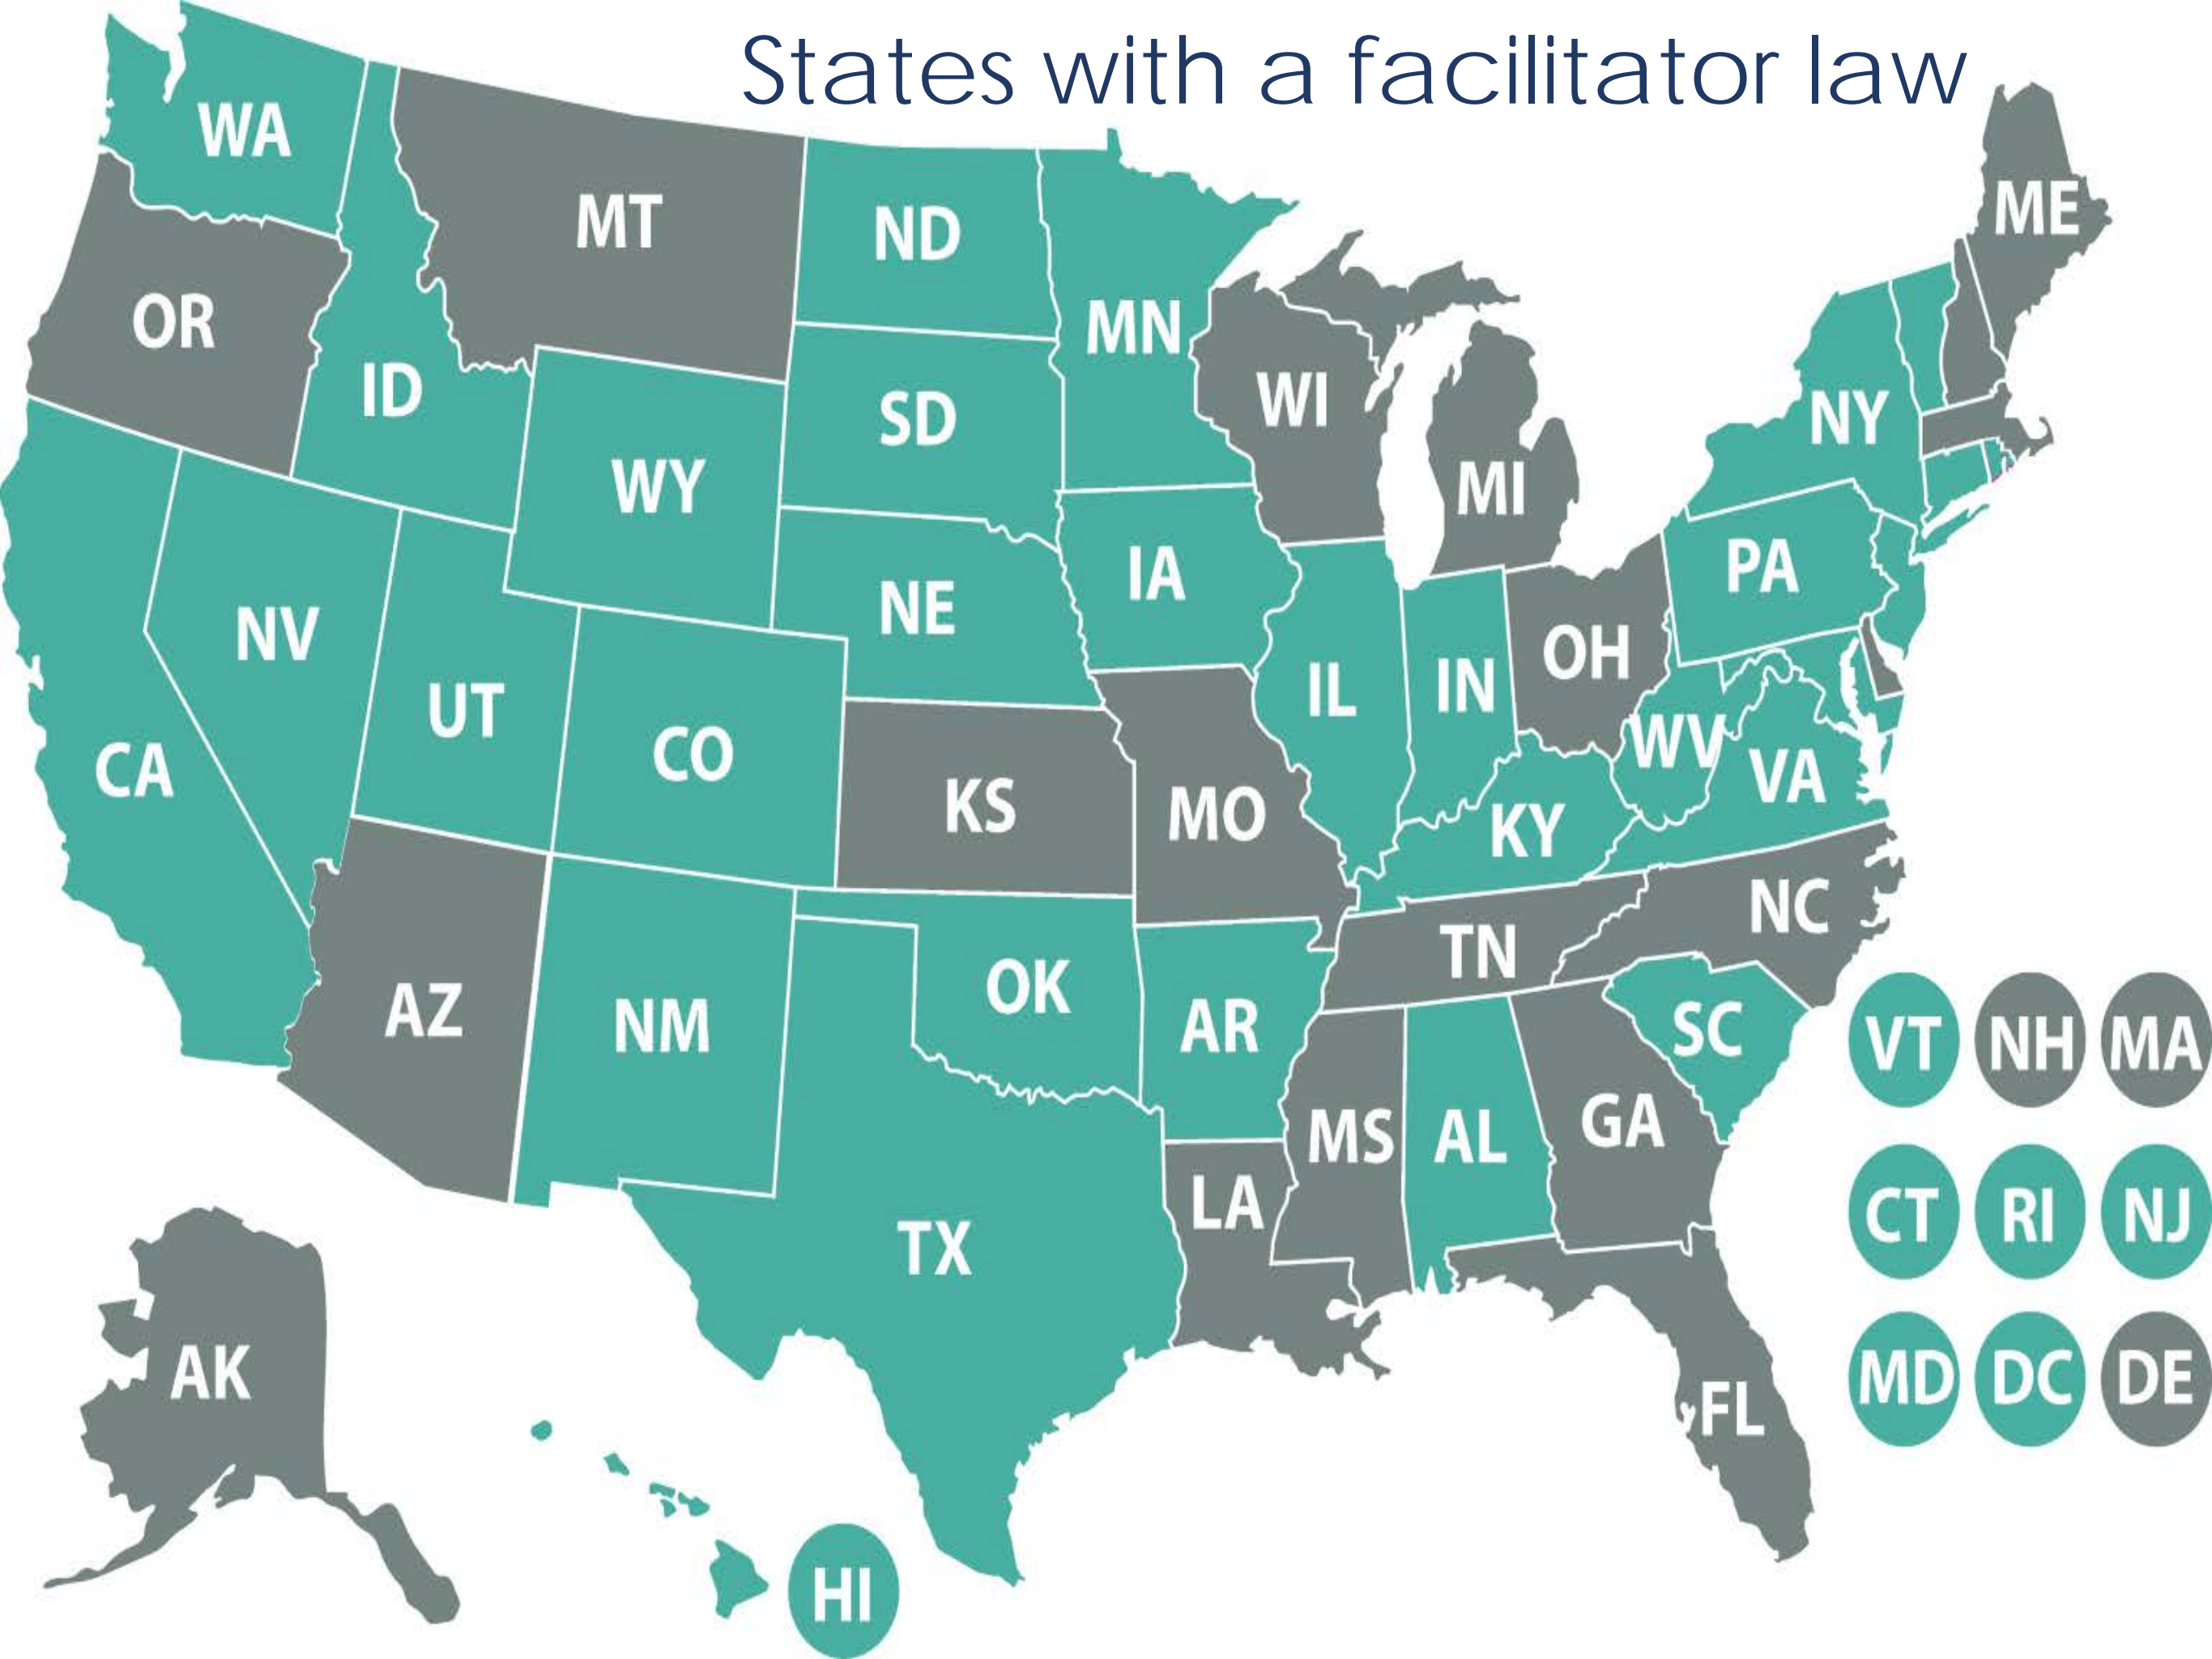 States with a facilitator law
WA
MT
ND
ME
OR
MN
ID
SD
WI
NY
WY
MI
IA
PA
NE
NV
OH
UT
IL
IN
CO
WV
VA
CA
KS
MO
KY
NC
TN
OK
AZ
NM
AR
SC
VT NH MA
MS
AL
GA
LA
CT RI NJ
TX
AK
MD DC DE
FL
HI